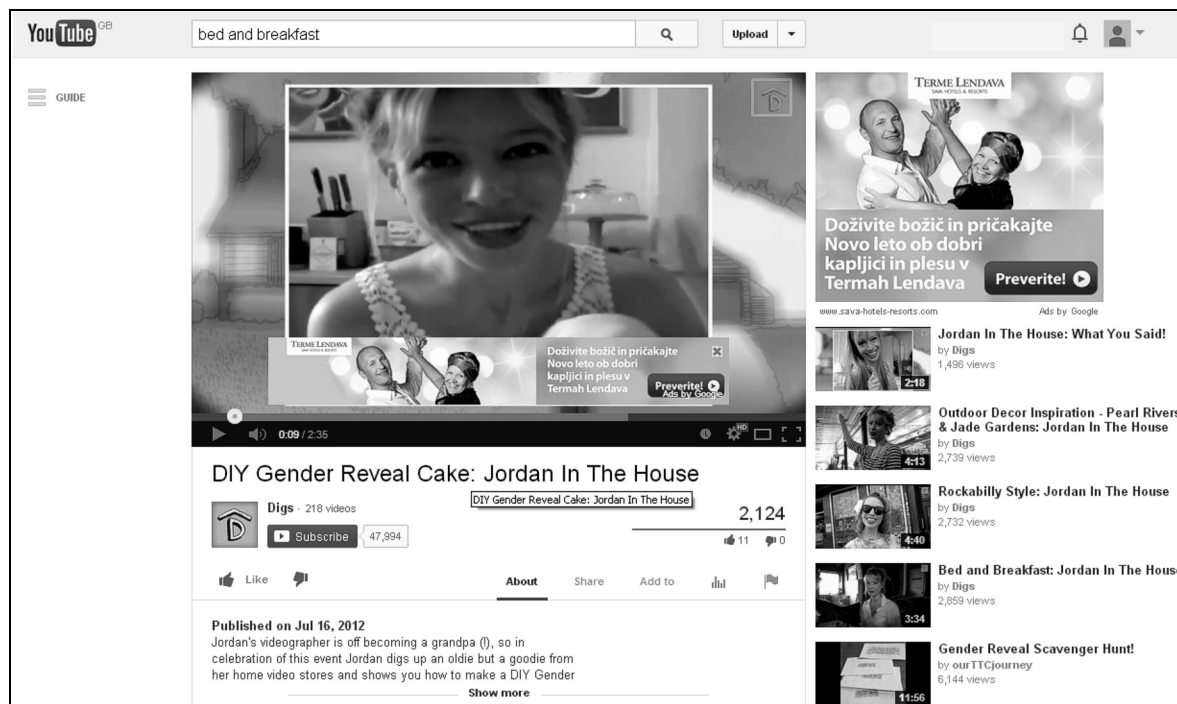 YouTube GB
bed and breakfast
Upload
GUIDE
TERME LENDAVA
SAVA HOTELS & RESORTS
Doživite božič in pričakajte
Novo leto ob dobri
kapljici in plesu v
Termah Lendava
Preverite!
Ads by Google
0:09 / 2:35
HD
DIY Gender Reveal Cake: Jordan In The House
DIY Gender Reveal Cake: Jordan In The House
Digs · 218 videos
Subscribe
47,994
2,124
11
0
Like
About
Share
Add to
Published on Jul 16, 2012
Jordan's videographer is off becoming a grandpa (!), so in
celebration of this event Jordan digs up an oldie but a goodie from
her home video stores and shows you how to make a DIY Gender
Show more
TERME LENDAVA
SAVA HOTELS & RESORTS
Doživite božič in pričakajte
Novo leto ob dobri
kapljici in plesu v
Termah Lendava
Preverite!
www.sava-hotels-resorts.com
Ads by Google
Jordan In The House: What You Said!
by Digs
1,496 views
2:18
Outdoor Decor Inspiration - Pearl Rivers
& Jade Gardens: Jordan In The House
by Digs
2,739 views
4:13
Rockabilly Style: Jordan In The House
by Digs
2,732 views
4:40
Bed and Breakfast: Jordan In The House
by Digs
2,859 views
3:34
Gender Reveal Scavenger Hunt!
by ourTTCjourney
6,144 views
11:56